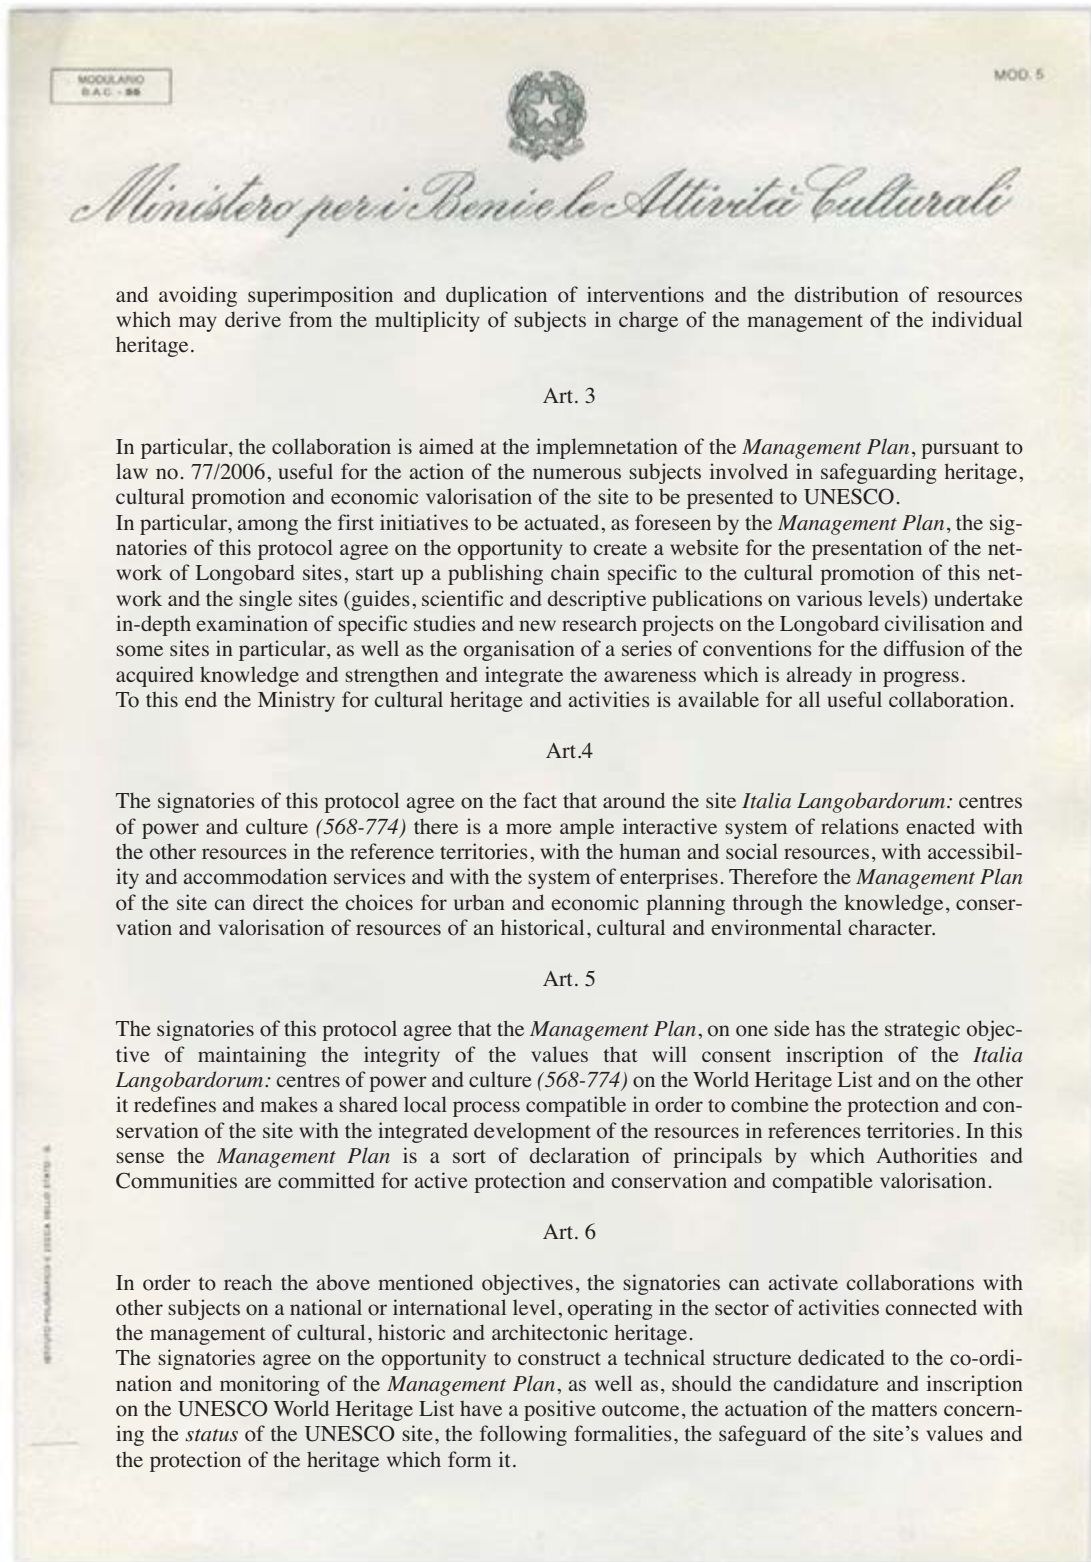 MODULARIO
B.A.C. - 56
MOD. 5
Ministero per i Beni e le Attività Culturali
and avoiding superimposition and duplication of interventions and the distribution of resources
which may derive from the multiplicity of subjects in charge of the management of the individual
heritage.
Art. 3
In particular, the collaboration is aimed at the implemnetation of the Management Plan, pursuant to
law no. 77/2006, useful for the action of the numerous subjects involved in safeguarding heritage,
cultural promotion and economic valorisation of the site to be presented to UNESCO.
In particular, among the first initiatives to be actuated, as foreseen by the Management Plan, the sig-
natories of this protocol agree on the opportunity to create a website for the presentation of the net-
work of Longobard sites, start up a publishing chain specific to the cultural promotion of this net-
work and the single sites (guides, scientific and descriptive publications on various levels) undertake
in-depth examination of specific studies and new research projects on the Longobard civilisation and
some sites in particular, as well as the organisation of a series of conventions for the diffusion of the
acquired knowledge and strengthen and integrate the awareness which is already in progress.
To this end the Ministry for cultural heritage and activities is available for all useful collaboration.
Art.4
The signatories of this protocol agree on the fact that around the site Italia Langobardorum: centres
of power and culture (568-774) there is a more ample interactive system of relations enacted with
the other resources in the reference territories, with the human and social resources, with accessibil-
ity and accommodation services and with the system of enterprises. Therefore the Management Plan
of the site can direct the choices for urban and economic planning through the knowledge, conser-
vation and valorisation of resources of an historical, cultural and environmental character.
Art. 5
The signatories of this protocol agree that the Management Plan, on one side has the strategic objec-
tive of maintaining the integrity of the values that will consent inscription of the Italia
Langobardorum: centres of power and culture (568-774) on the World Heritage List and on the other
it redefines and makes a shared local process compatible in order to combine the protection and con-
servation of the site with the integrated development of the resources in references territories. In this
sense the Management Plan is a sort of declaration of principals by which Authorities and
Communities are committed for active protection and conservation and compatible valorisation.
Art. 6
In order to reach the above mentioned objectives, the signatories can activate collaborations with
other subjects on a national or international level, operating in the sector of activities connected with
the management of cultural, historic and architectonic heritage.
The signatories agree on the opportunity to construct a technical structure dedicated to the co-ordi-
nation and monitoring of the Management Plan, as well as, should the candidature and inscription
on the UNESCO World Heritage List have a positive outcome, the actuation of the matters concern-
ing the status of the UNESCO site, the following formalities, the safeguard of the site's values and
the protection of the heritage which form it.
ISTITUTO POLIGRAFICO E ZECCA DELLO STATO - S.